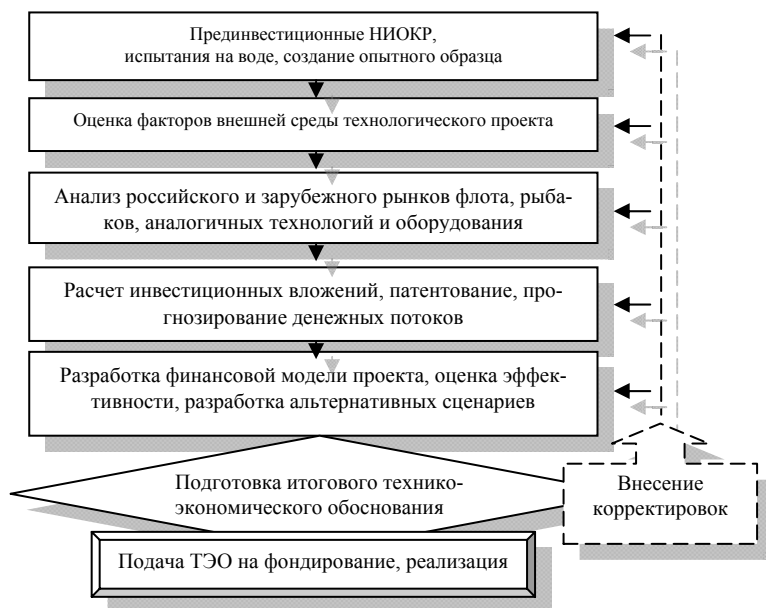 Прединвестиционные НИОКР,
испытания на воде, создание опытного образца
Оценка факторов внешней среды технологического проекта
Анализ российского и зарубежного рынков флота, рыба-
ков, аналогичных технологий и оборудования
Расчет инвестиционных вложений, патентование, про-
гнозирование денежных потоков
Разработка финансовой модели проекта, оценка эффек-
тивности, разработка альтернативных сценариев
Подготовка итогового технико-
экономического обоснования
Внесение
корректировок
Подача ТЭО на фондирование, реализация